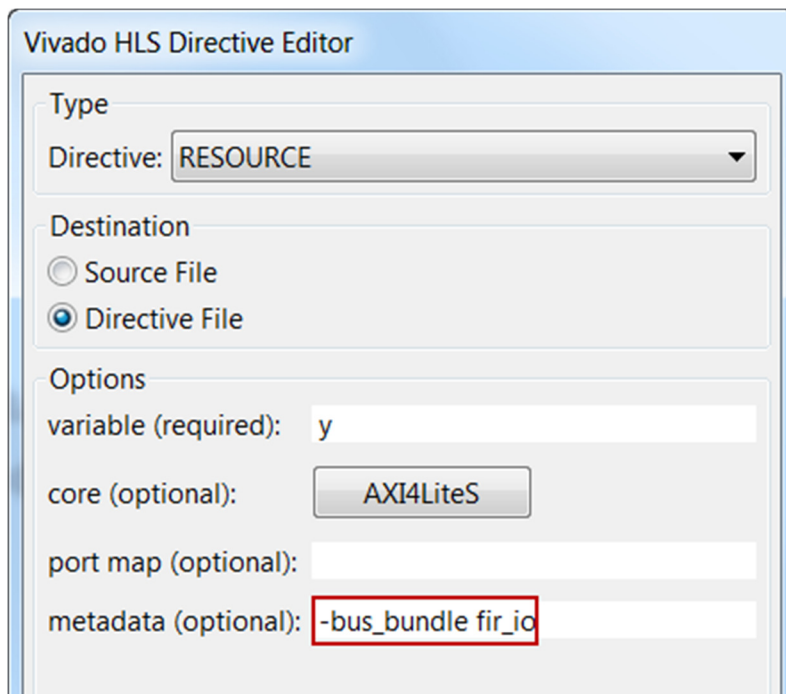 Vivado HLS Directive Editor
Type
Directive: RESOURCE
Destination
Source File
Directive File
Options
variable (required): y
core (optional): AXI4LiteS
port map (optional):
metadata (optional): -bus_bundle fir_io